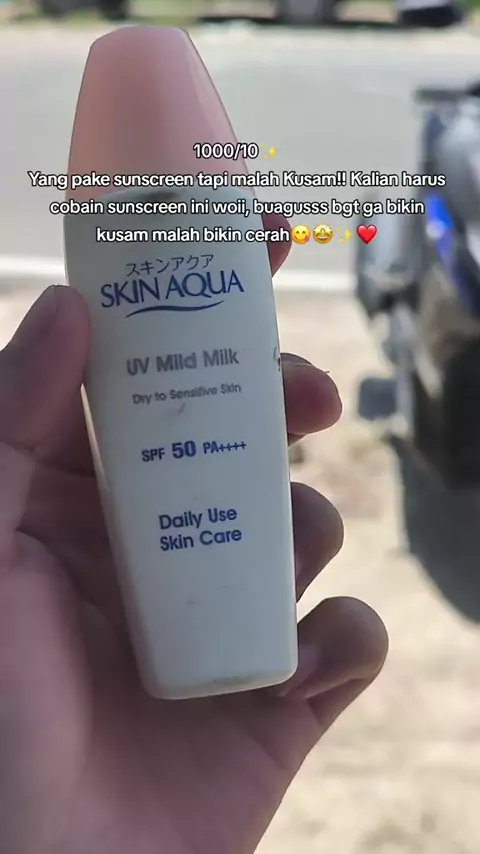 1000/10 ✨
Yang pake sunscreen tapi malah Kusam!! Kalian harus
cobain sunscreen ini woii, buagusss bgt ga bikin
kusam malah bikin cerah😋🤩✨❤️
スキンアクア
SKIN AQUA
UV Mild Milk
Dry to Sensitive Skin
SPF 50 PA++++
Daily Use
Skin Care